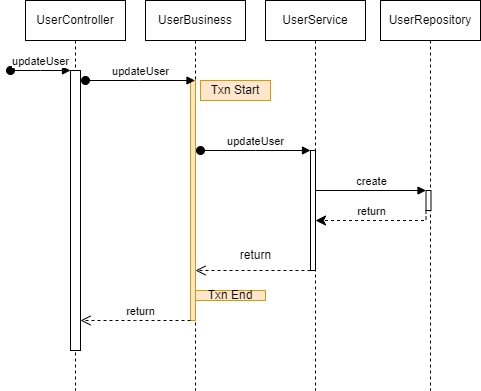 UserController
UserBusiness
UserService
UserRepository
updateUser
updateUser
Txn Start
updateUser
create
return
return
Txn End
return